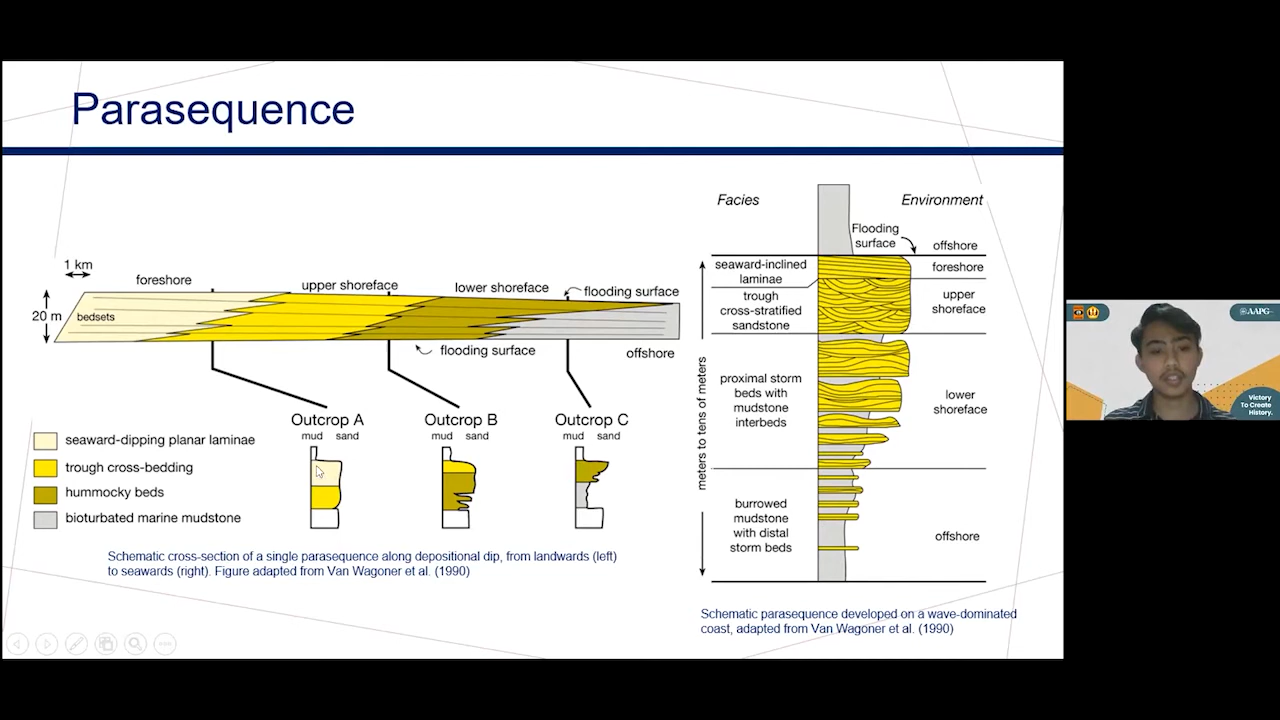 Parasequence
1 km
foreshore
upper shoreface
lower shoreface
flooding surface
20 m
bedsets
flooding surface
offshore
Outcrop A
mud sand
Outcrop B
mud sand
Outcrop C
mud sand
seaward-dipping planar laminae
trough cross-bedding
hummocky beds
bioturbated marine mudstone
Schematic cross-section of a single parasequence along depositional dip, from landwards (left)
to seawards (right). Figure adapted from Van Wagoner et al. (1990)
Facies
Environment
Flooding
surface
offshore
seaward-inclined
laminae
foreshore
trough
cross-stratified
sandstone
upper
shoreface
meters to tens of meters
proximal storm
beds with
mudstone
interbeds
lower
shoreface
burrowed
mudstone
with distal
storm beds
offshore
Schematic parasequence developed on a wave-dominated
coast, adapted from Van Wagoner et al. (1990)
AAPG
Victory
To Create
History.